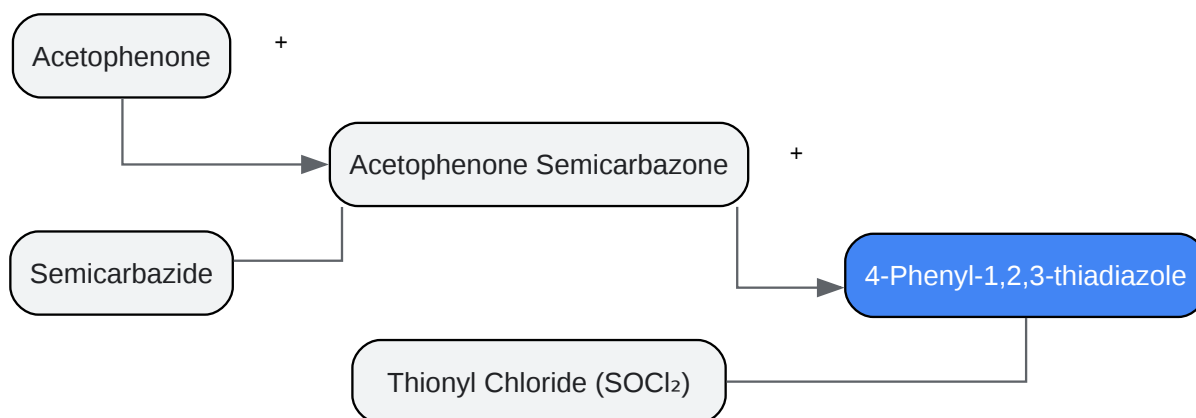 Acetophenone
+
Acetophenone Semicarbazone
+
Semicarbazide
4-Phenyl-1,2,3-thiadiazole
Thionyl Chloride (SOCl₂)